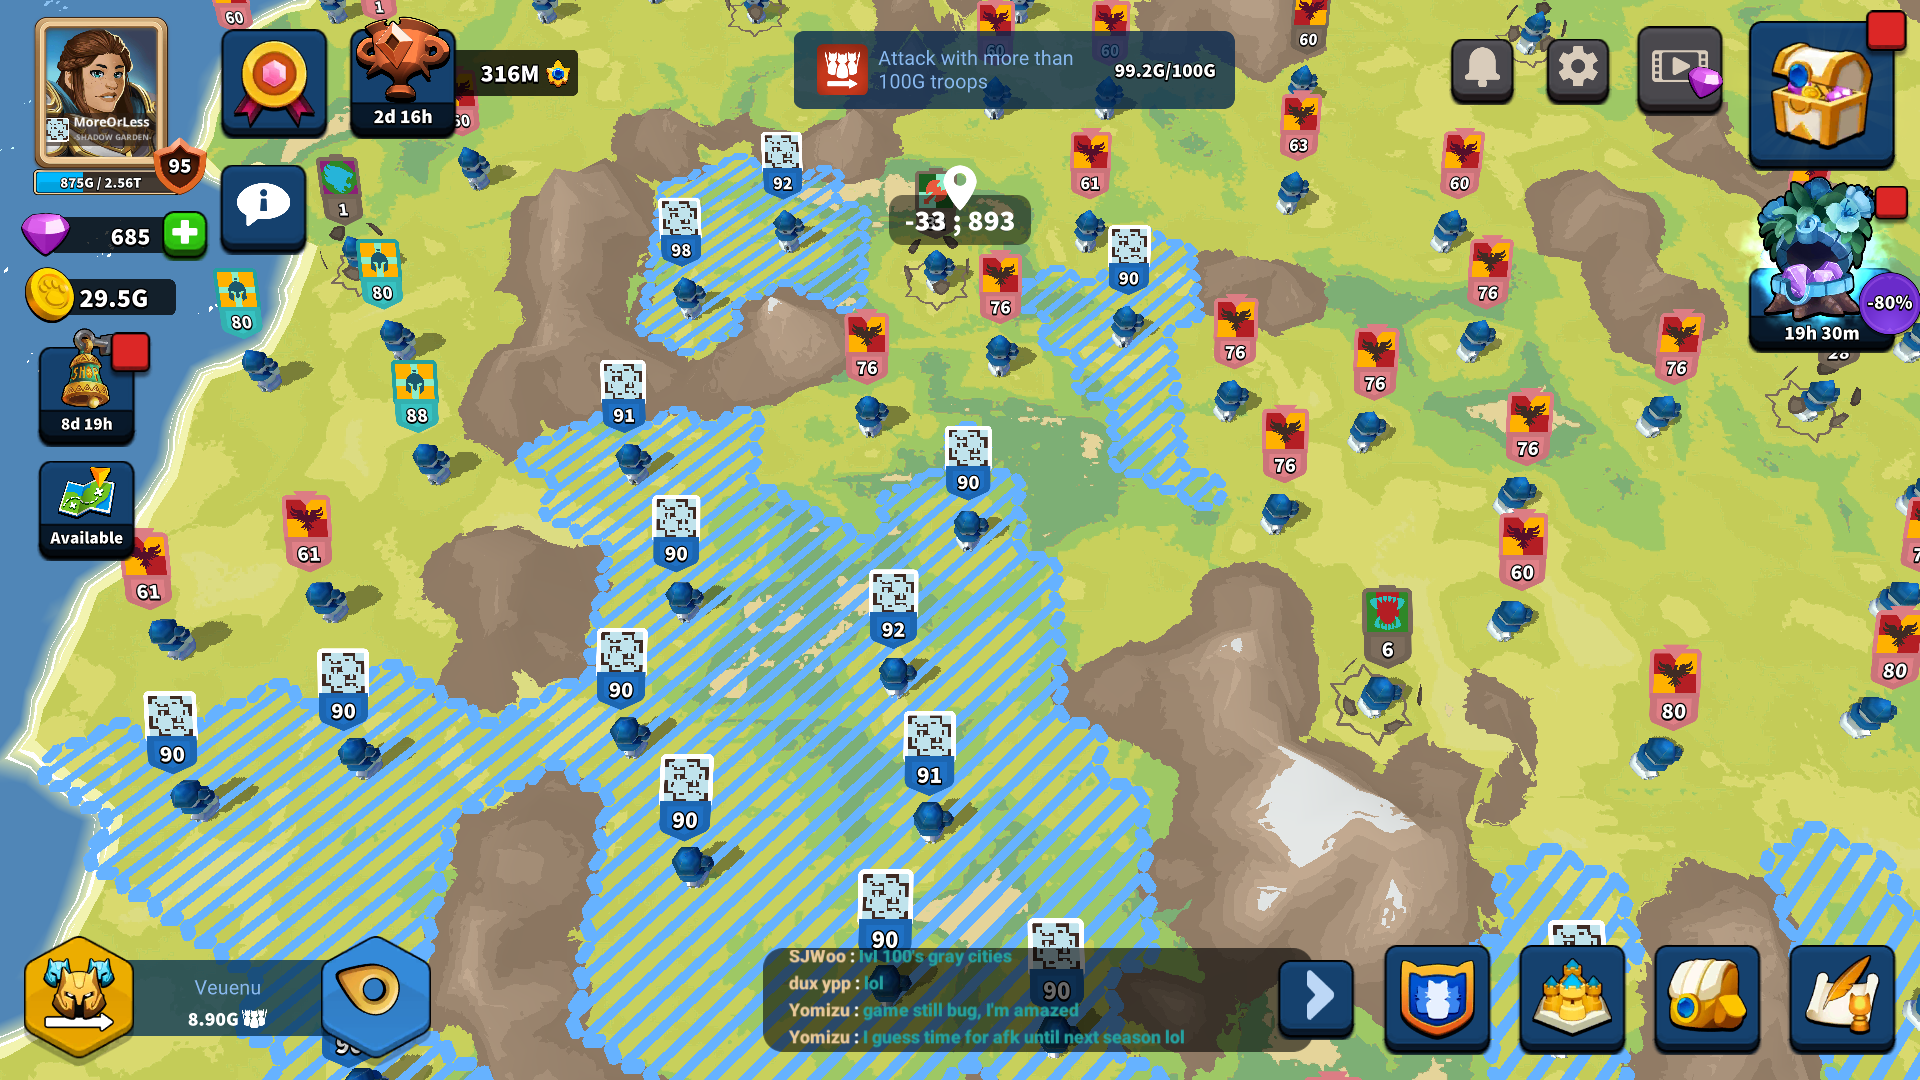 60
1
60
60
60
316M
Attack with more than
100G troops
99.2G/100G
2d 16h
50
MoreOrLess
-SHADOW GARDEN-
95
875G / 2.56T
92
61
63
60
1
685
98
-33 ; 893
90
80
80
29.5G
76
76
76
-80%
19h 30m
28
76
76
76
88
91
8d 19h
76
76
90
Available
61
90
60
61
92
6
90
80
90
80
90
91
90
90
SJWoo : lvl 100's gray cities
dux ypp : lol
Yomizu : game still bug, I'm amazed
Yomizu : I guess time for afk until next season lol
90
Veuenu
8.90G